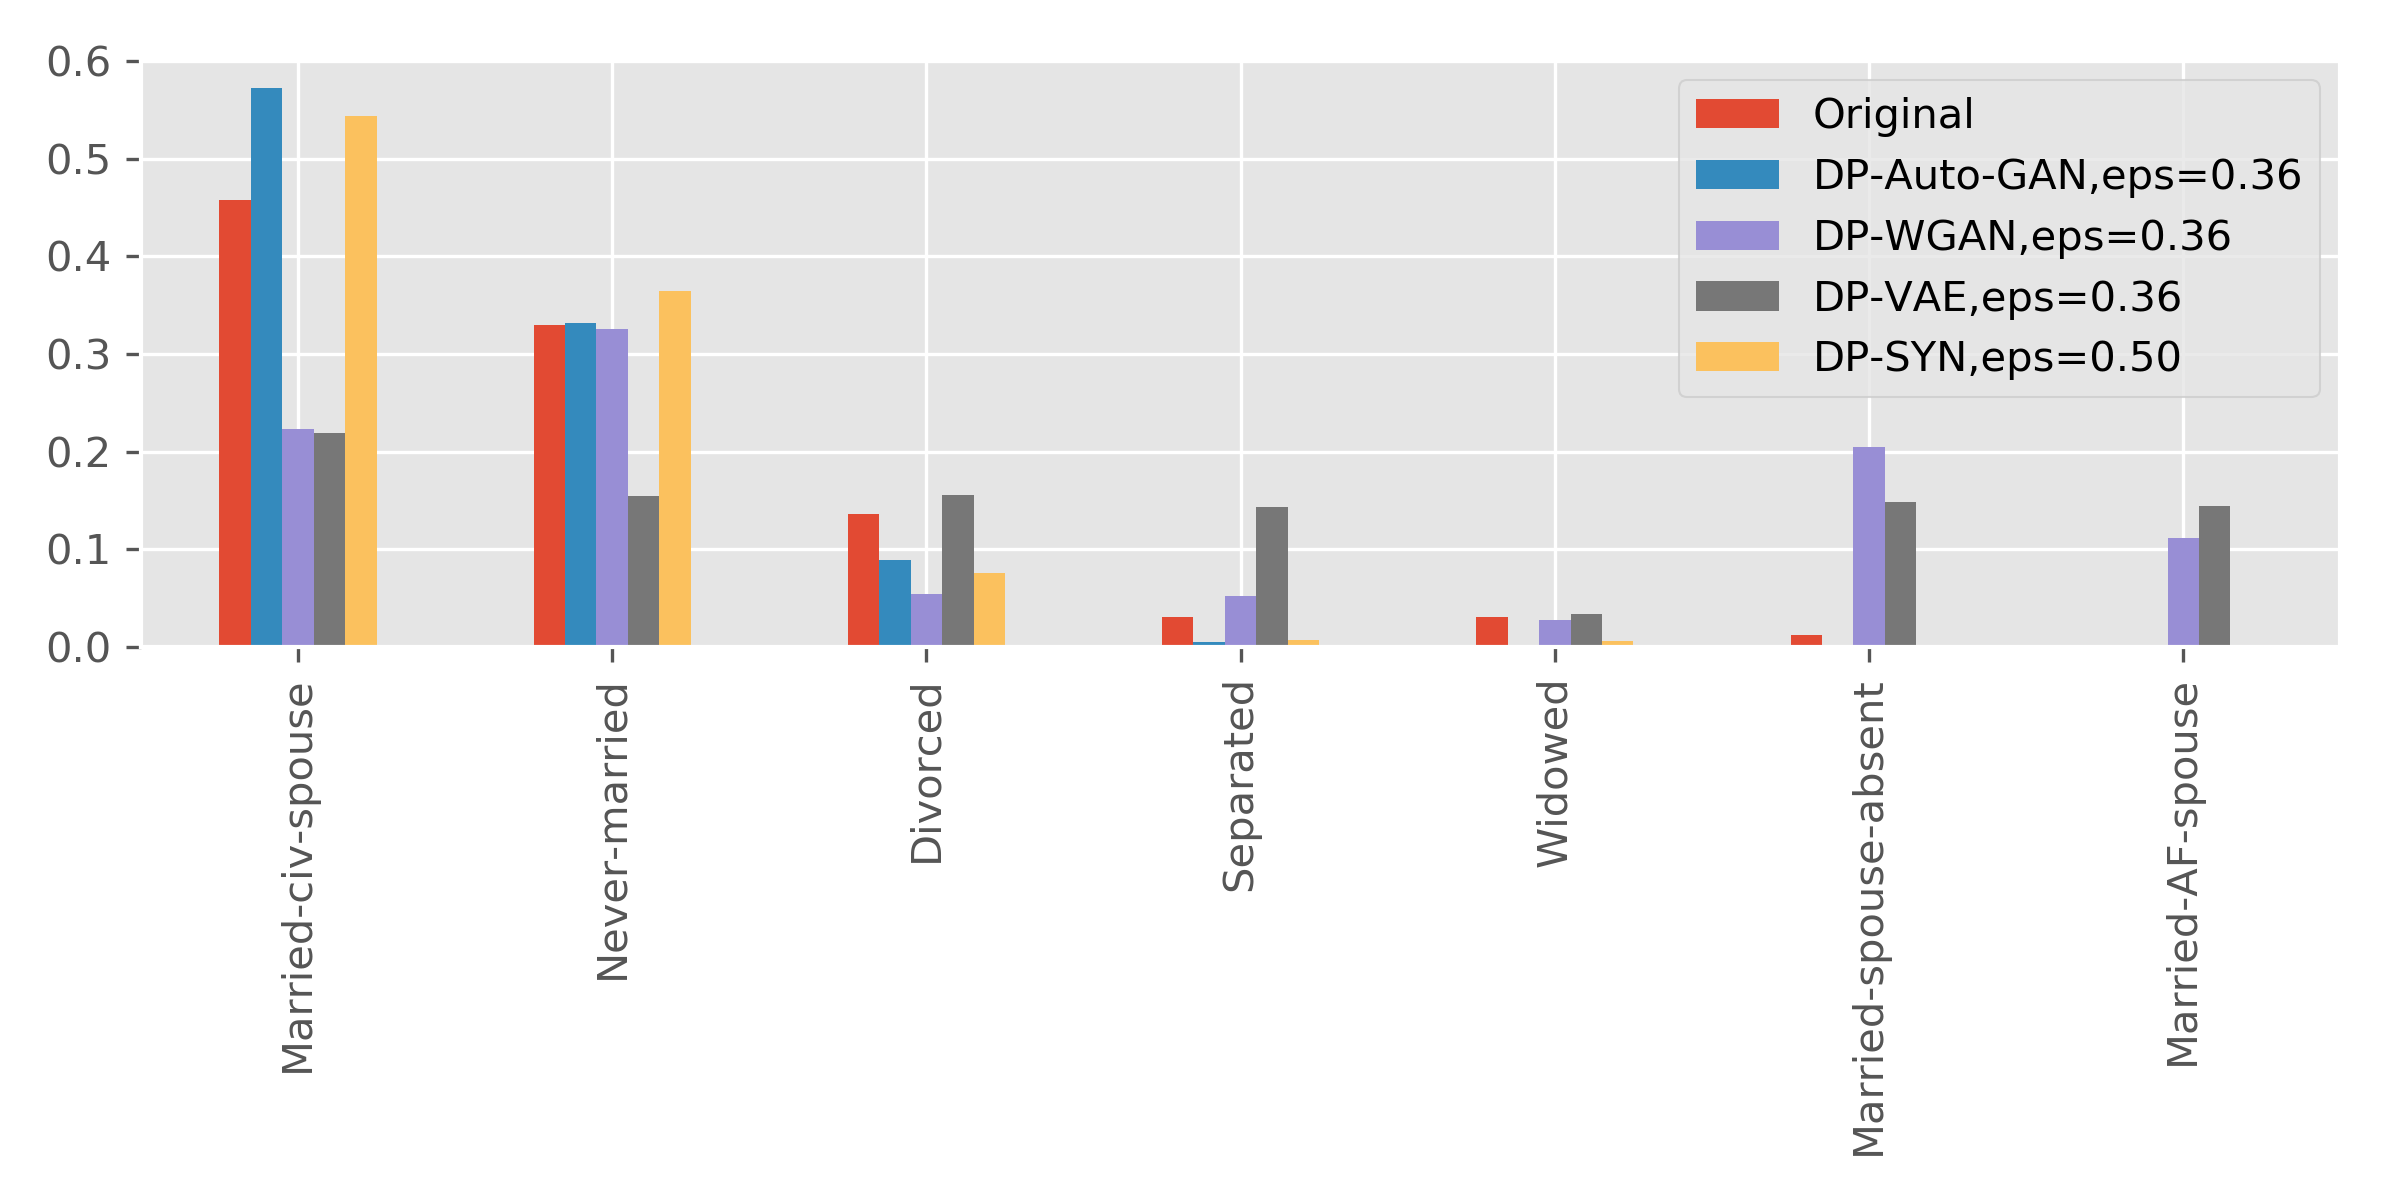 0.6
0.5
0.4
0.3
0.2
0.1
0.0
Original
DP-Auto-GAN,eps=0.36
DP-WGAN,eps=0.36
DP-VAE,eps=0.36
DP-SYN,eps=0.50
Married-civ-spouse
Never-married
Divorced
Separated
Widowed
Married-spouse-absent
Married-AF-spouse